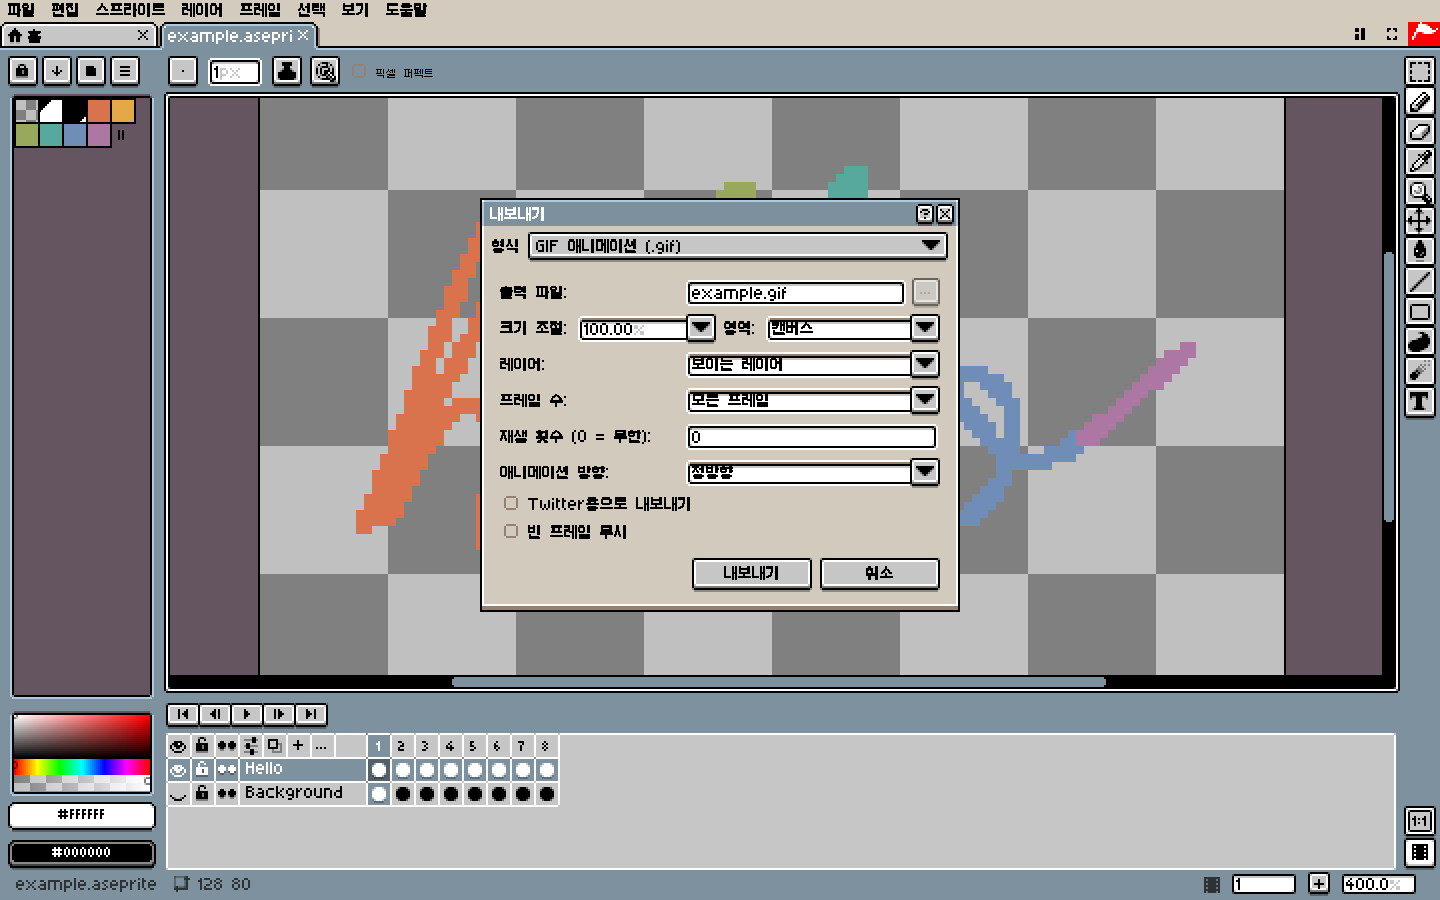 파일 편집 스프라이트 레이어 프레임 선택 보기 도움말
홈 example.asepri
1px 픽셀 퍼펙트
내보내기
형식 GIF 애니메이션 (.gif)
출력 파일: example.gif ...
크기 조절: 100.00% 영역: 캔버스
레이어: 보이는 레이어
프레임 수: 모든 프레임
재생 횟수 (0 = 무한): 0
애니메이션 방향: 정방향
Twitter용으로 내보내기
빈 프레임 무시
내보내기 취소
... 1 2 3 4 5 6 7 8
Hello
Background
#FFFFFF
#000000
1:1
example.aseprite 128 80 1 + 400.0%